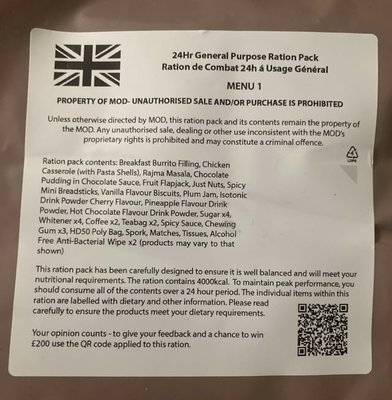 24Hr General Purpose Ration Pack
Ration de Combat 24h á Usage Général
MENU 1
PROPERTY OF MOD- UNAUTHORISED SALE AND/OR PURCHASE IS PROHIBITED
Unless otherwise directed by MOD, this ration pack and its contents remain the property of
the MOD. Any unauthorised sale, dealing or other use inconsistent with the MOD's
proprietary rights is prohibited and may constitute a criminal offence.
Ration pack contents: Breakfast Burrito Filling, Chicken
Casserole (with Pasta Shells), Rajma Masala, Chocolate
Pudding in Chocolate Sauce, Fruit Flapjack, Just Nuts, Spicy
Mini Breadsticks, Vanilla Flavour Biscuits, Plum Jam, Isotonic
Drink Powder Cherry Flavour, Pineapple Flavour Drink
Powder, Hot Chocolate Flavour Drink Powder, Sugar x4,
Whitener x4, Coffee x2, Teabag x2, Spicy Sauce, Chewing
Gum x3, HD50 Poly Bag, Spork, Matches, Tissues, Alcohol
Free Anti-Bacterial Wipe x2 (products may vary to that
shown)
LDPE
This ration pack has been carefully designed to ensure it is well balanced and will meet your
nutritional requirements. The ration contains 4000kcal. To maintain peak performance, you
should consume all of the contents over a 24 hour period. The individual items within this
ration are labelled with dietary and other information. Please read
carefully to ensure the products meet your dietary requirements.
Your opinion counts - to give your feedback and a chance to win
£200 use the QR code applied to this ration.